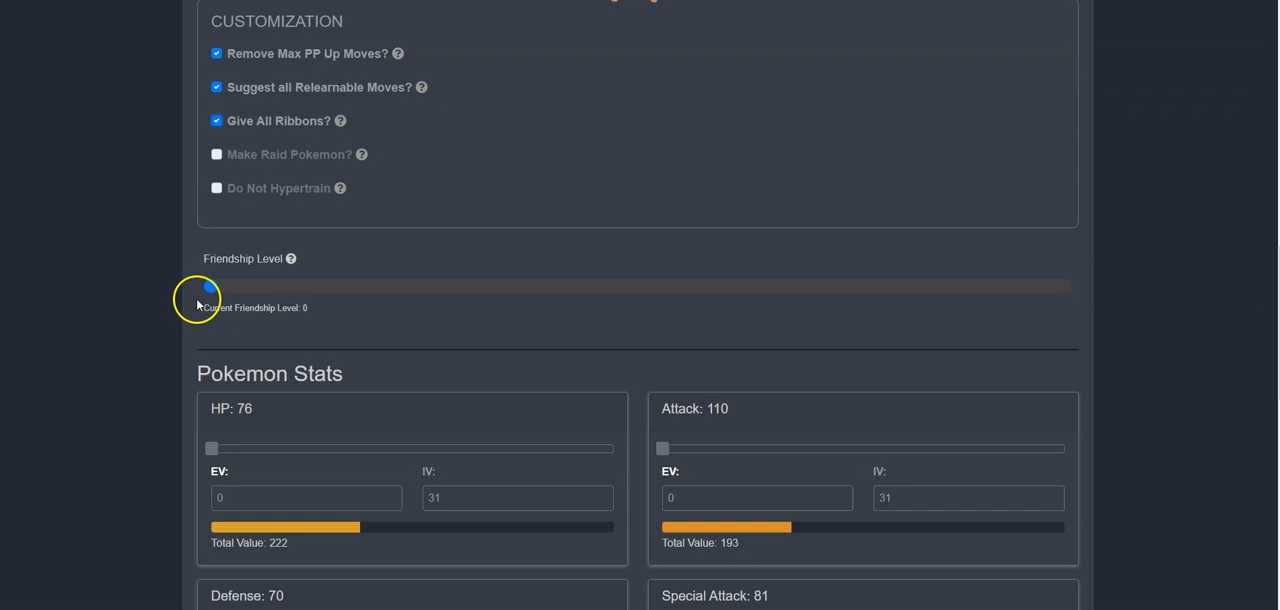 CUSTOMIZATION
Remove Max PP Up Moves?
Suggest all Relearnable Moves?
Give All Ribbons?
Make Raid Pokemon?
Do Not Hypertrain
Friendship Level
Current Friendship Level: 0
Pokemon Stats
HP: 76
EV: IV:
0 31
Total Value: 222
Attack: 110
EV: IV:
0 31
Total Value: 193
Defense: 70
Special Attack: 81